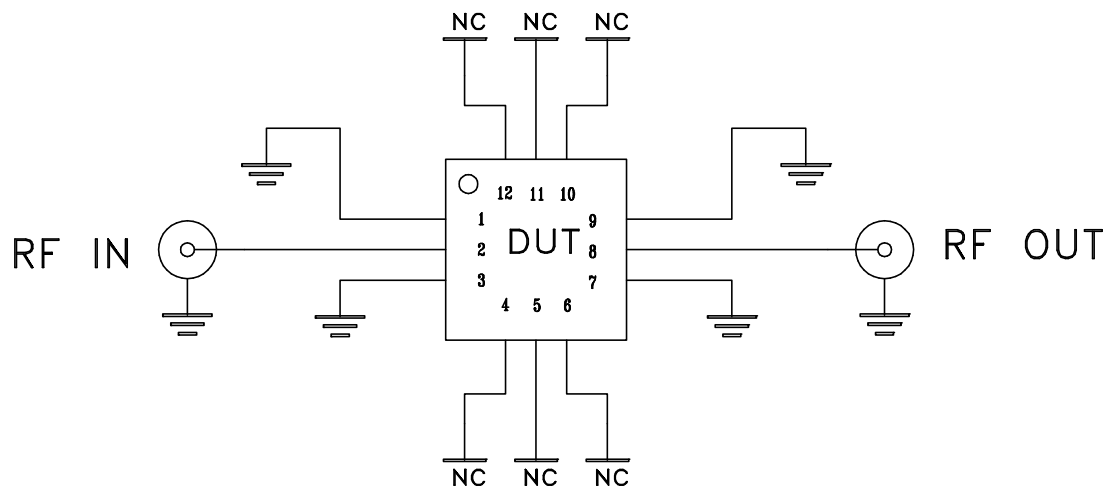 NC NC NC
12 11 10
1 9
RF IN 2 DUT 8 RF OUT
3 7
4 5 6
NC NC NC